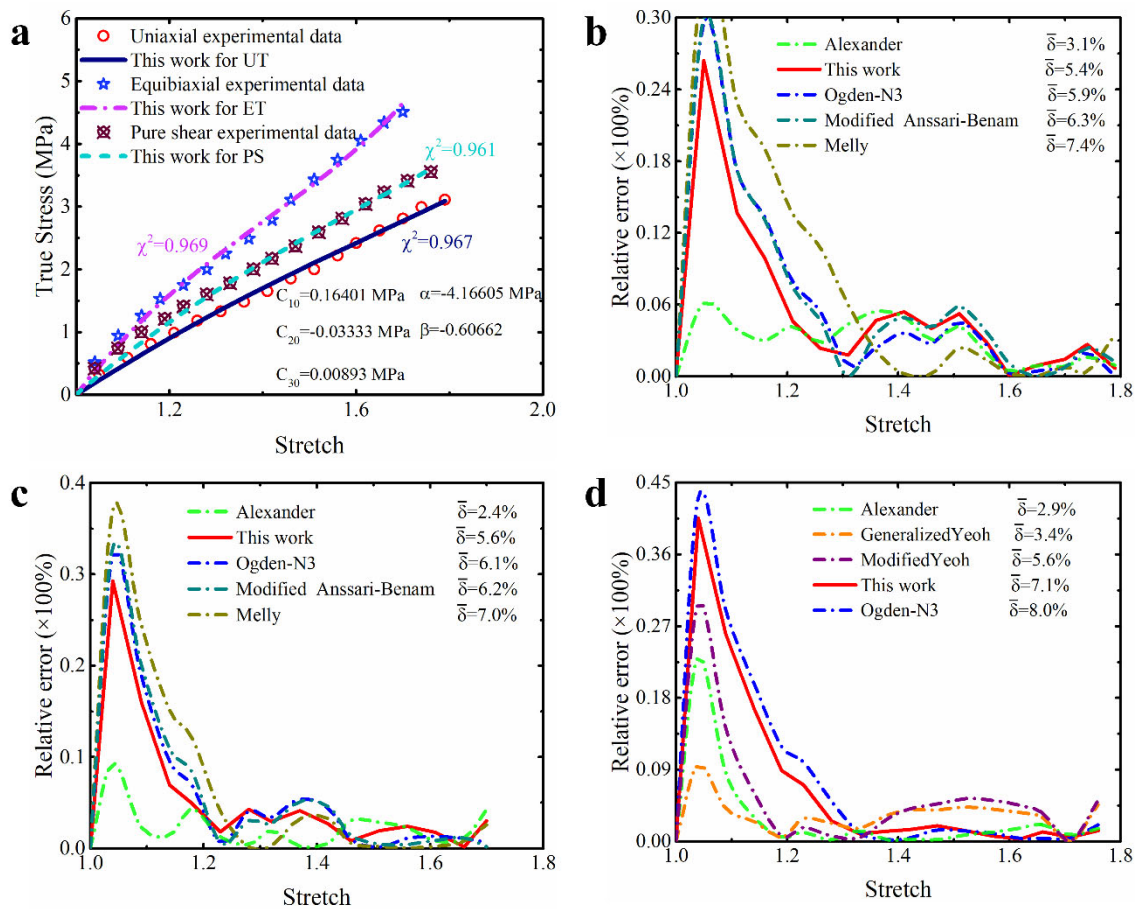 a
6
5
4
3
2
1
0
1.2
1.6
2.0
True Stress (MPa)
Stretch
Uniaxial experimental data
This work for UT
Equibiaxial experimental data
This work for ET
Pure shear experimental data
This work for PS
χ²=0.961
χ²=0.969
χ²=0.967
C₁₀=0.16401 MPa α=-4.16605 MPa
C₂₀=-0.03333 MPa β=-0.60662
C₃₀=0.00893 MPa
b
0.30
0.24
0.18
0.12
0.06
0.00
1.0
1.2
1.4
1.6
1.8
Relative error (×100%)
Stretch
Alexander δ̄=3.1%
This work δ̄=5.4%
Ogden-N3 δ̄=5.9%
Modified Anssari-Benam δ̄=6.3%
Melly δ̄=7.4%
c
0.4
0.3
0.2
0.1
0.0
1.0
1.2
1.4
1.6
1.8
Relative error (×100%)
Stretch
Alexander δ̄=2.4%
This work δ̄=5.6%
Ogden-N3 δ̄=6.1%
Modified Anssari-Benam δ̄=6.2%
Melly δ̄=7.0%
d
0.45
0.36
0.27
0.18
0.09
0.00
1.0
1.2
1.4
1.6
1.8
Relative error (×100%)
Stretch
Alexander δ̄=2.9%
GeneralizedYeoh δ̄=3.4%
ModifiedYeoh δ̄=5.6%
This work δ̄=7.1%
Ogden-N3 δ̄=8.0%